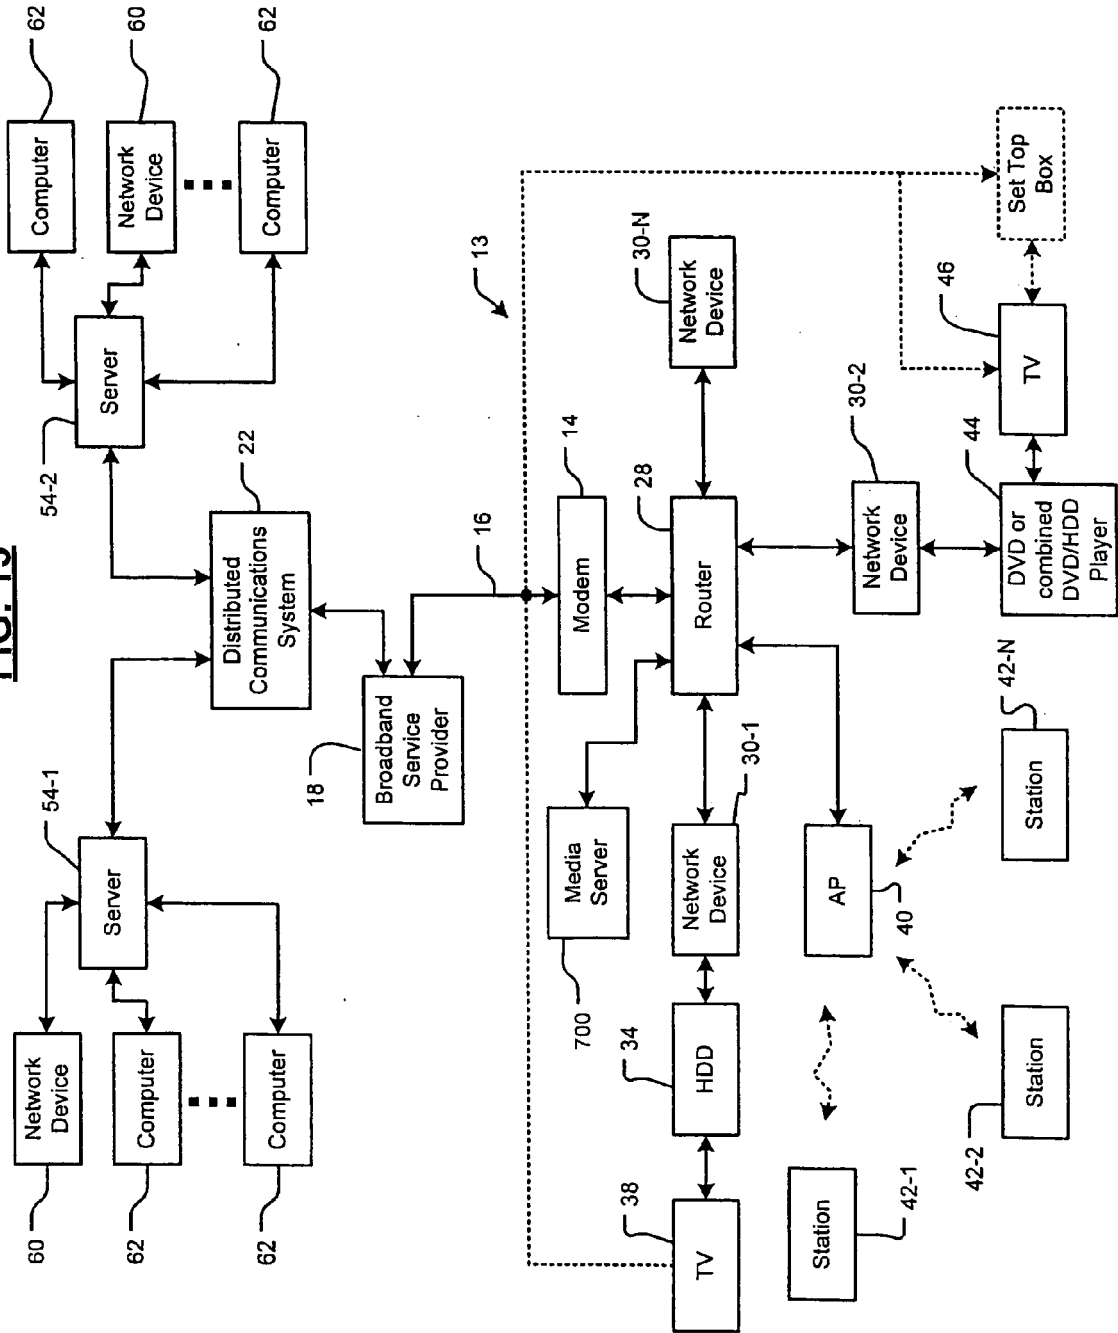 FIG.
60
Network
Device
54-1
Server
62
Computer
62
Computer
54-2
Server
Computer
62
Network
Device
60
Computer
62
22
Distributed
Communications
System
18
Broadband
Service
Provider
16
13
14
Modem
700
Media
Server
28
Router
30-N
Network
Device
38
TV
34
HDD
Network
Device
30-1
30-2
Network
Device
Station
42-1
AP
40
44
DVD or
combined
DVD/HDD
Player
46
TV
Set Top
Box
42-2
Station
42-N
Station